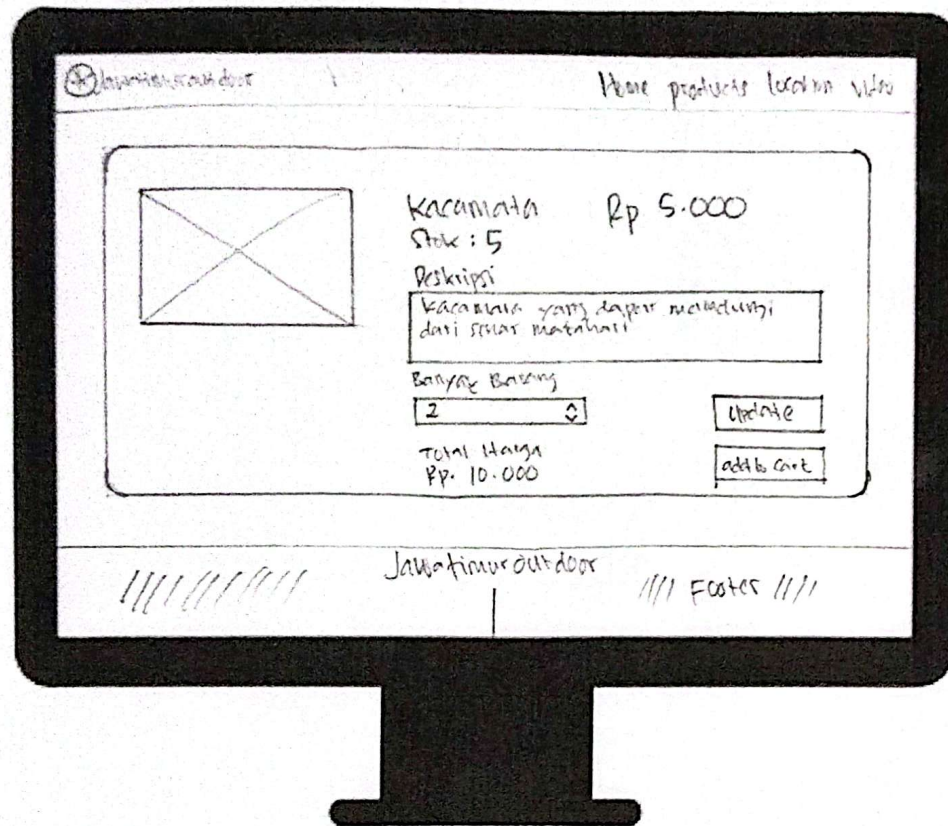 Jawatimuroutdoor
Home products location video
Kacamata Rp 5.000
Stok : 5
Deskripsi
Kacamata yang dapat melindungi
dari sinar matahari
Banyak Barang
2
Update
Total Harga
Rp. 10.000
add to cart
Jawatimuroutdoor
//// Footer ////